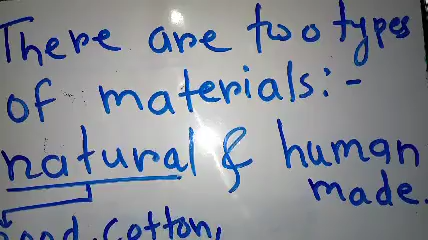 There are two types
of materials:-
natural & human
made.
cotton,